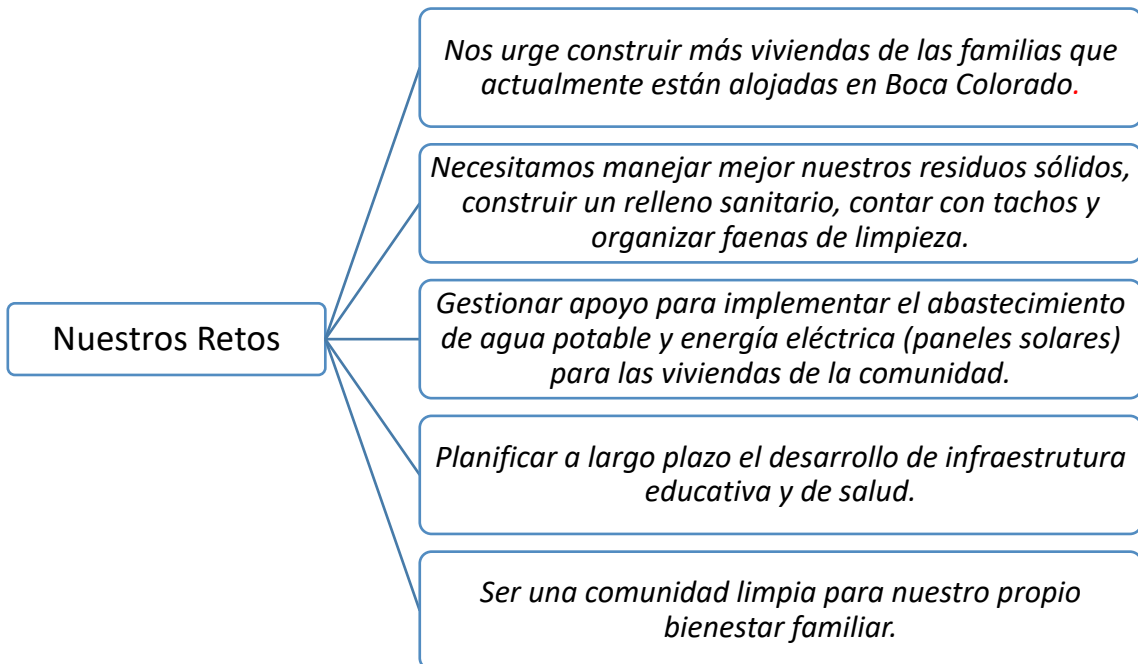 Nuestros Retos
Nos urge construir más viviendas de las familias que
actualmente están alojadas en Boca Colorado.
Necesitamos manejar mejor nuestros residuos sólidos,
construir un relleno sanitario, contar con tachos y
organizar faenas de limpieza.
Gestionar apoyo para implementar el abastecimiento
de agua potable y energía eléctrica (paneles solares)
para las viviendas de la comunidad.
Planificar a largo plazo el desarrollo de infraestrutura
educativa y de salud.
Ser una comunidad limpia para nuestro propio
bienestar familiar.